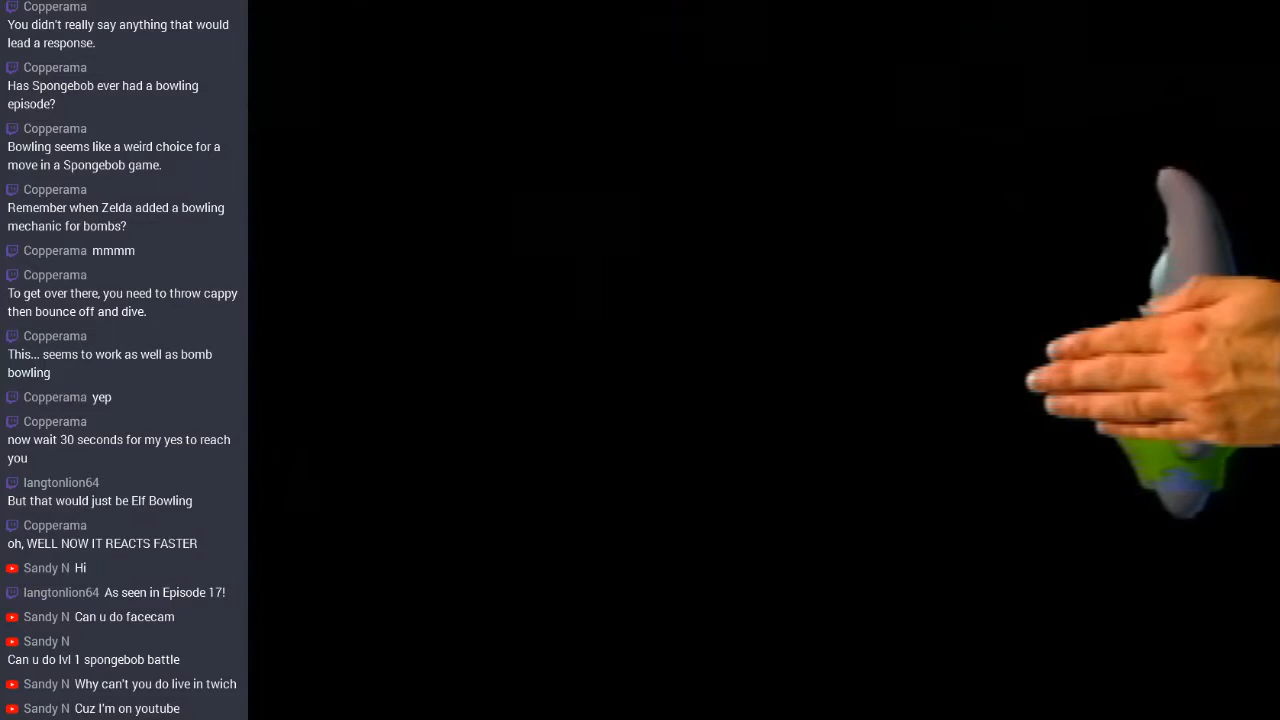 Copperama
You didn't really say anything that would
lead a response.
Copperama
Has Spongebob ever had a bowling
episode?
Copperama
Bowling seems like a weird choice for a
move in a Spongebob game.
Copperama
Remember when Zelda added a bowling
mechanic for bombs?
Copperama mmmm
Copperama
To get over there, you need to throw cappy
then bounce off and dive.
Copperama
This... seems to work as well as bomb
bowling
Copperama yep
Copperama
now wait 30 seconds for my yes to reach
you
langtonlion64
But that would just be Elf Bowling
Copperama
oh, WELL NOW IT REACTS FASTER
Sandy N Hi
langtonlion64 As seen in Episode 17!
Sandy N Can u do facecam
Sandy N
Can u do lvl 1 spongebob battle
Sandy N Why can't you do live in twich
Sandy N Cuz I'm on youtube